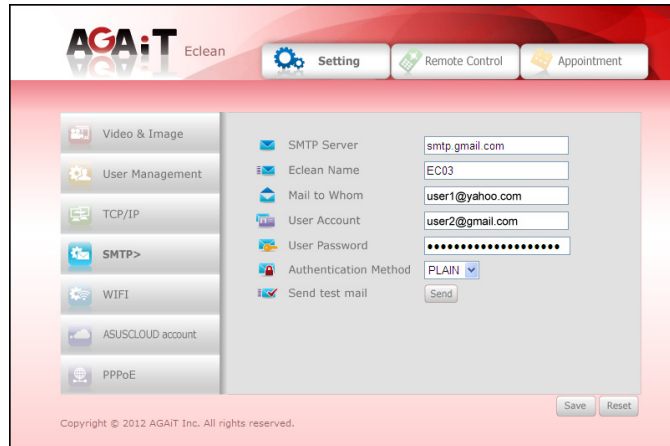 AGAiT Eclean
Setting
Remote Control
Appointment
Video & Image
User Management
TCP/IP
SMTP>
WIFI
ASUSCLOUD account
PPPoE
SMTP Server smtp.gmail.com
Eclean Name EC03
Mail to Whom user1@yahoo.com
User Account user2@gmail.com
User Password ••••••••••••••••••••
Authentication Method PLAIN
Send test mail Send
Save Reset
Copyright © 2012 AGAiT Inc. All rights reserved.